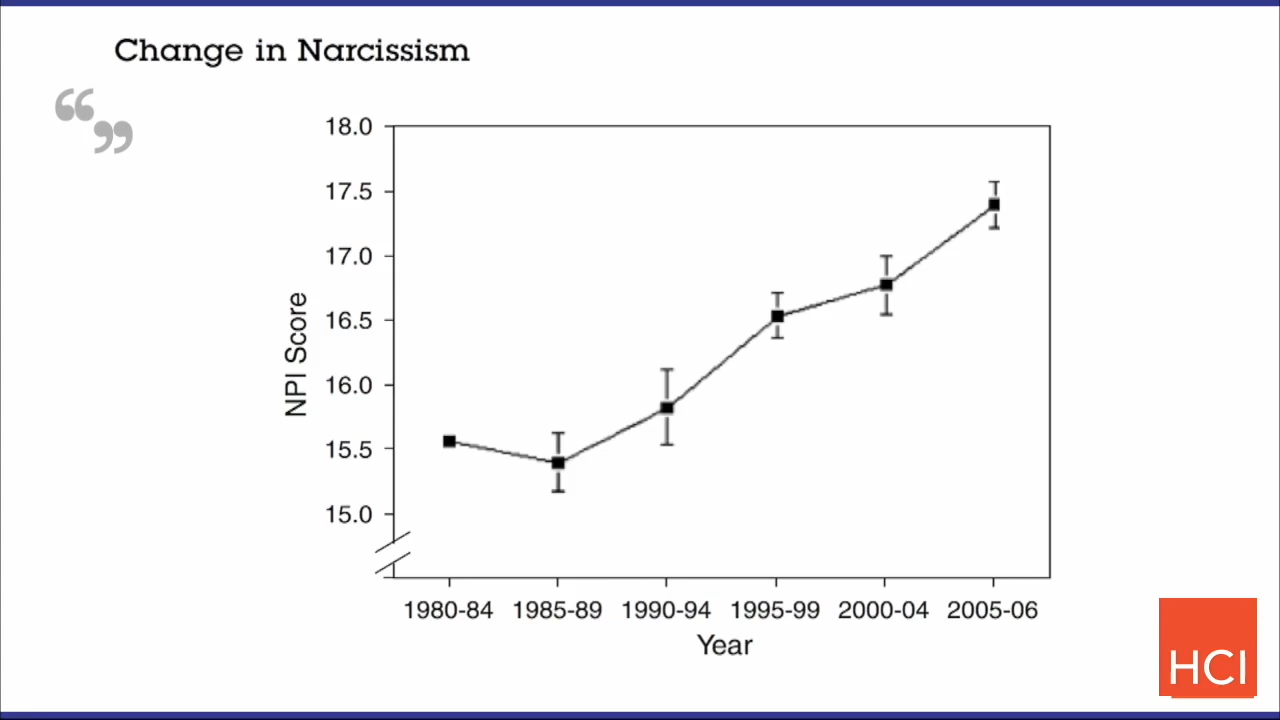 Change in Narcissism
“”
18.0
17.5
17.0
16.5
16.0
15.5
15.0
NPI Score
1980-84 1985-89 1990-94 1995-99 2000-04 2005-06
Year
HCI